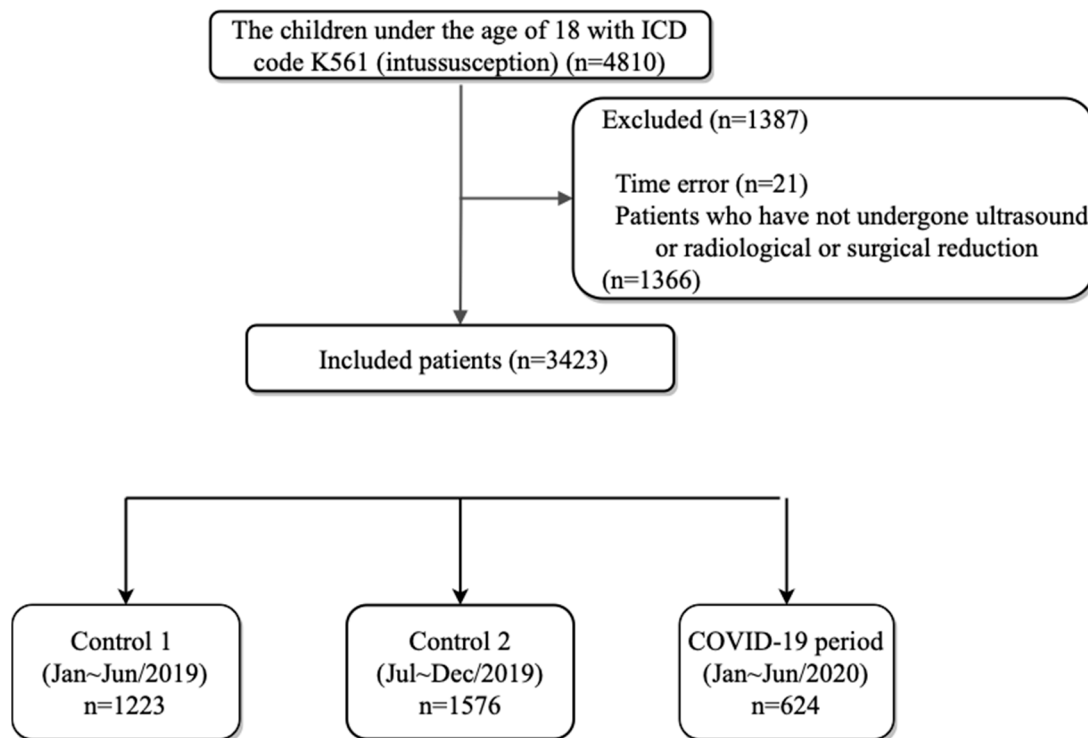 The children under the age of 18 with ICD
code K561 (intussusception) (n=4810)
Excluded (n=1387)
Time error (n=21)
Patients who have not undergone ultrasound
or radiological or surgical reduction
(n=1366)
Included patients (n=3423)
Control 1
(Jan~Jun/2019)
n=1223
Control 2
(Jul~Dec/2019)
n=1576
COVID-19 period
(Jan~Jun/2020)
n=624